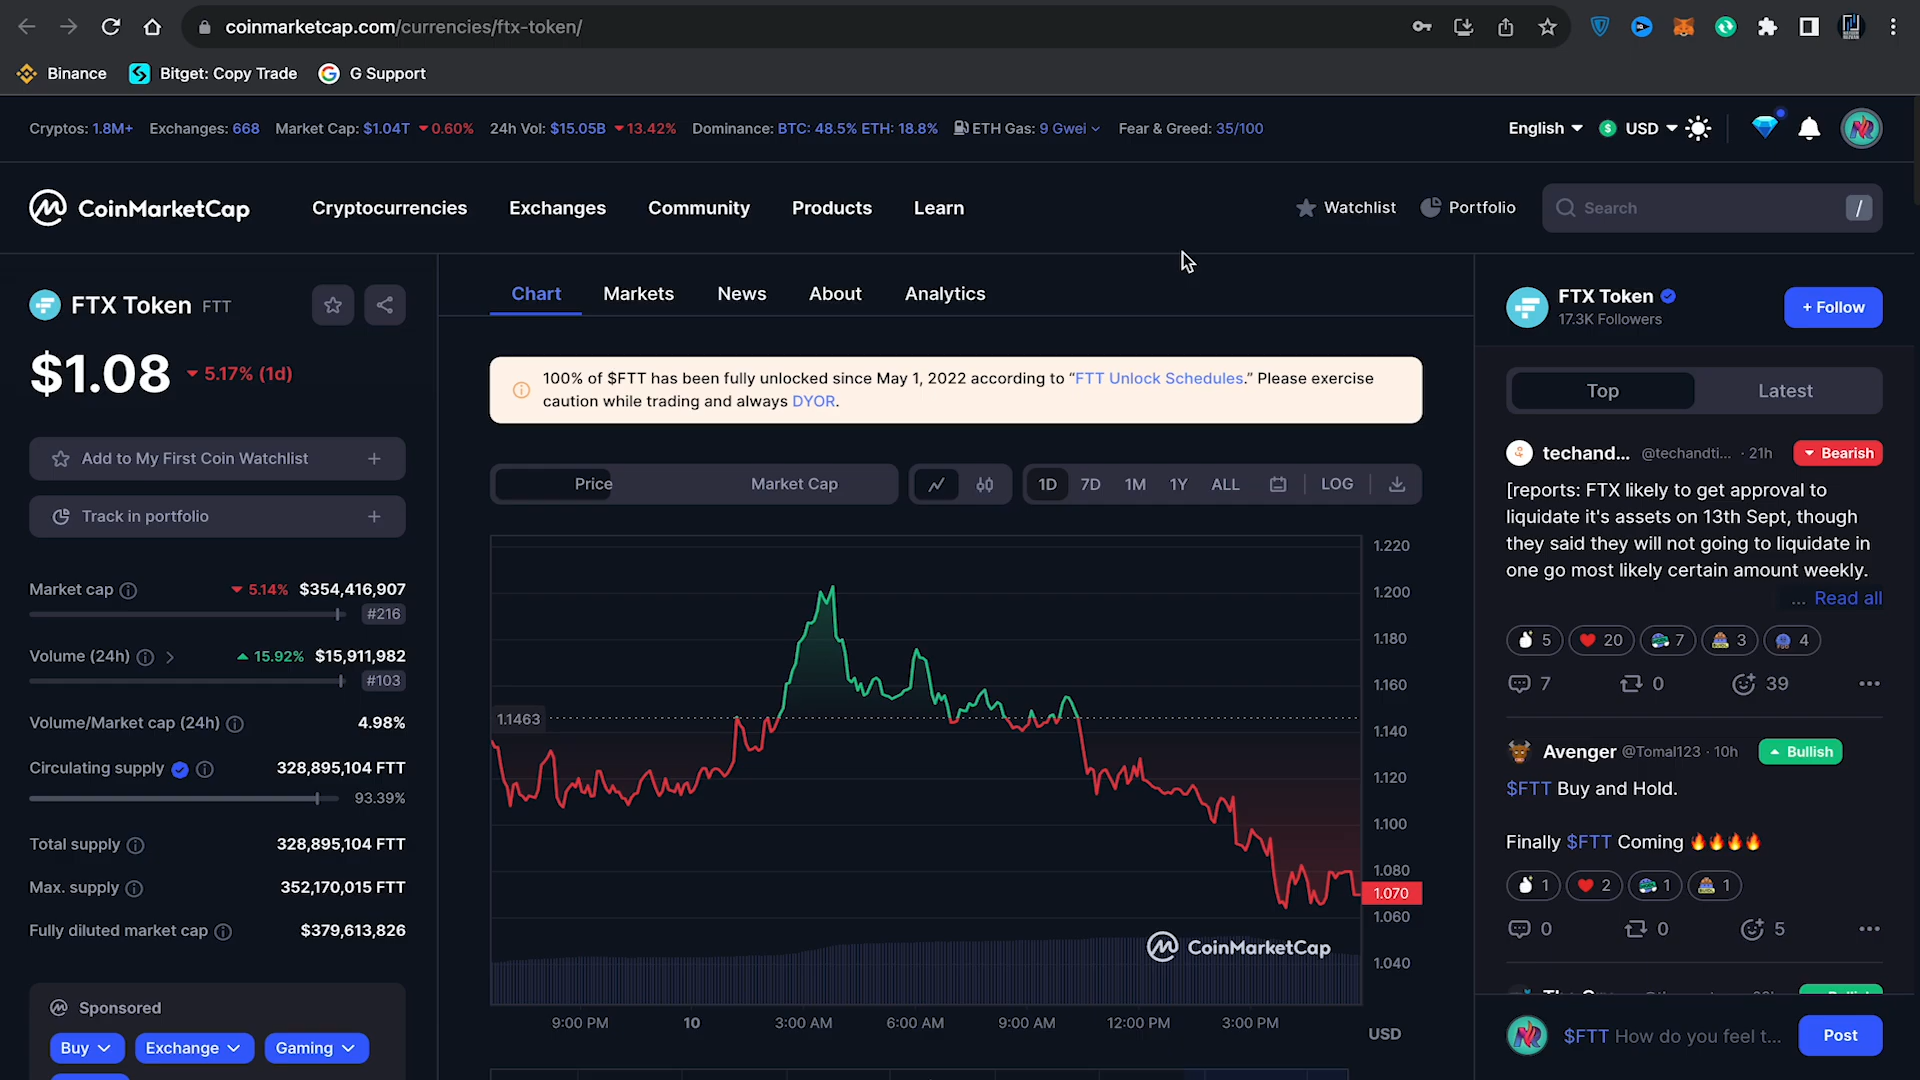 coinmarketcap.com/currencies/ftx-token/
Binance
Bitget: Copy Trade
G Support
Cryptos: 1.8M+ Exchanges: 668 Market Cap: $1.04T 0.60% 24h Vol: $15.05B 13.42% Dominance: BTC: 48.5% ETH: 18.8% ETH Gas: 9 Gwei Fear & Greed: 35/100
English USD
CoinMarketCap
Cryptocurrencies Exchanges Community Products Learn
Watchlist Portfolio Search /
FTX Token FTT
$1.08 5.17% (1d)
Add to My First Coin Watchlist +
Track in portfolio +
Market cap 5.14% $354,416,907
#216
Volume (24h) 15.92% $15,911,982
#103
Volume/Market cap (24h) 4.98%
Circulating supply 328,895,104 FTT
93.39%
Total supply 328,895,104 FTT
Max. supply 352,170,015 FTT
Fully diluted market cap $379,613,826
Sponsored
Buy Exchange Gaming
Chart Markets News About Analytics
100% of $FTT has been fully unlocked since May 1, 2022 according to “FTT Unlock Schedules.” Please exercise
caution while trading and always DYOR.
Price Market Cap
1D 7D 1M 1Y ALL LOG
1.220
1.200
1.180
1.160
1.1463
1.140
1.120
1.100
1.080
1.070
1.060
1.040
CoinMarketCap
9:00 PM 10 3:00 AM 6:00 AM 9:00 AM 12:00 PM 3:00 PM
USD
FTX Token
17.3K Followers
+ Follow
Top Latest
techand... @techandti... · 21h Bearish
[reports: FTX likely to get approval to
liquidate it's assets on 13th Sept, though
they said they will not going to liquidate in
one go most likely certain amount weekly.
... Read all
5 20 7 3 4
7 0 39
Avenger @Tomal123 · 10h Bullish
$FTT Buy and Hold.
Finally $FTT Coming 🔥🔥🔥🔥
1 2 1 1
0 0 5
$FTT How do you feel t...
Post